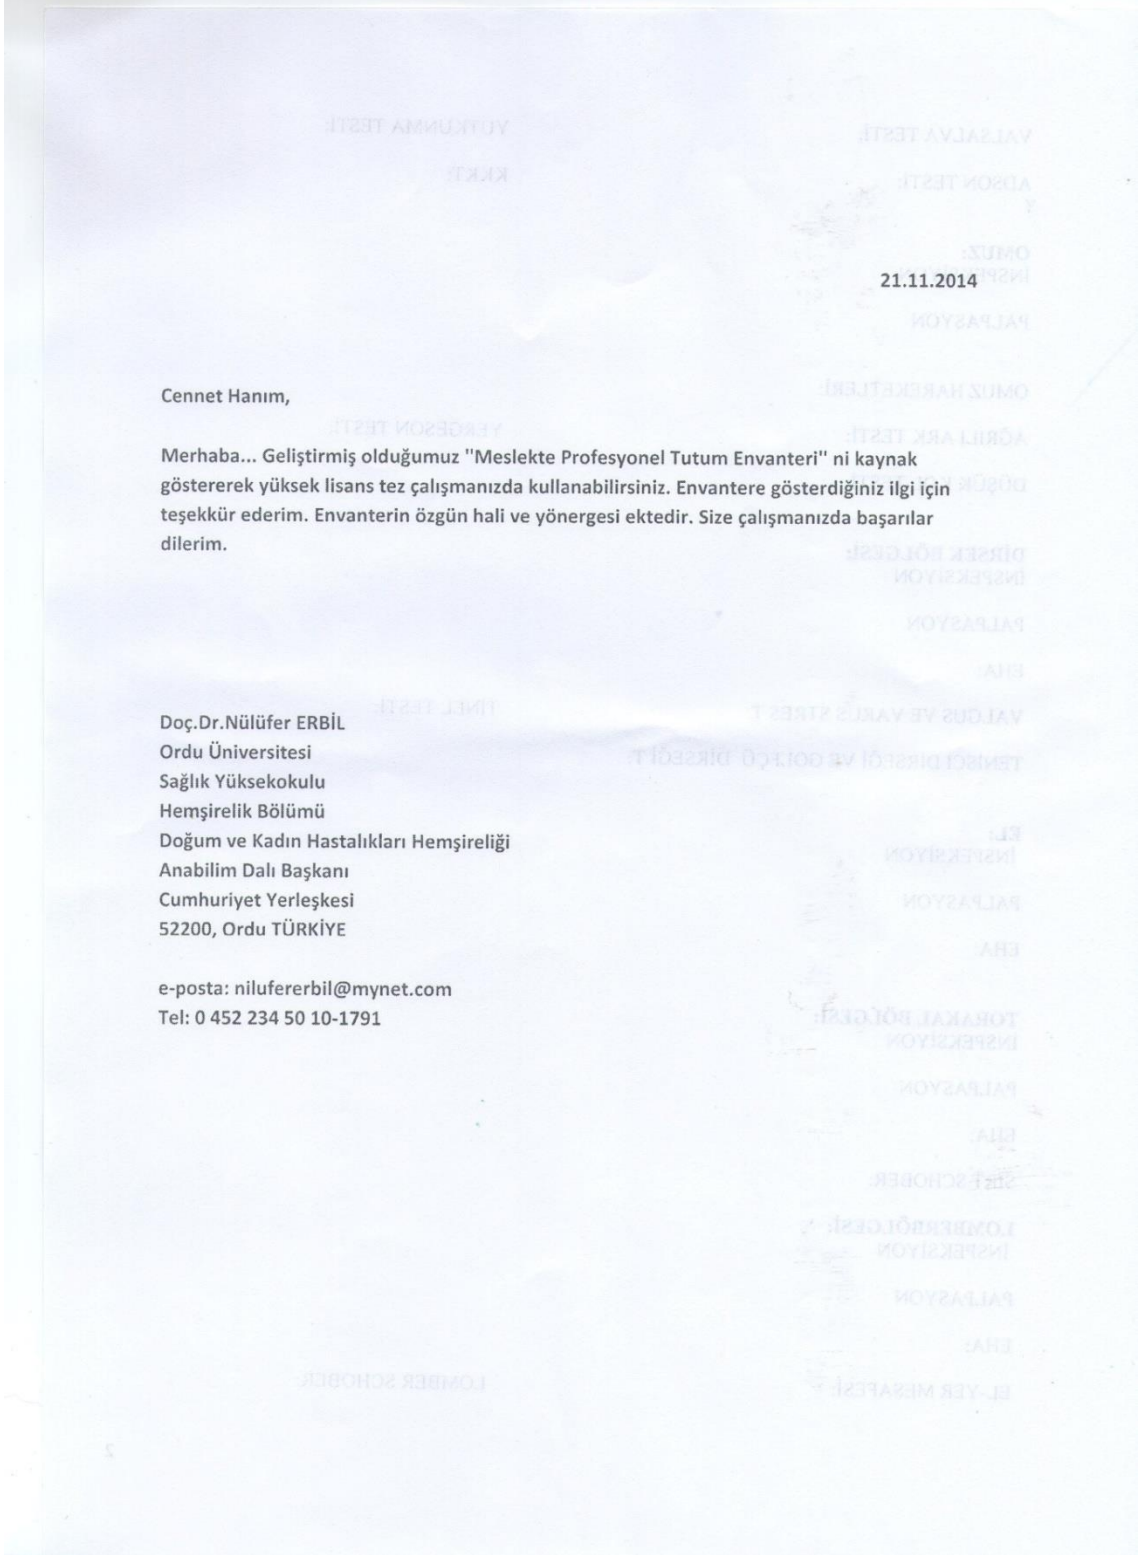 21.11.2014
Cennet Hanım,
Merhaba... Geliştirmiş olduğumuz "Meslekte Profesyonel Tutum Envanteri" ni kaynak
göstererek yüksek lisans tez çalışmanızda kullanabilirsiniz. Envantere gösterdiğiniz ilgi için
teşekkür ederim. Envanterin özgün hali ve yönergesi ektedir. Size çalışmanızda başarılar
dilerim.
Doç.Dr.Nülüfer ERBİL
Ordu Üniversitesi
Sağlık Yüksekokulu
Hemşirelik Bölümü
Doğum ve Kadın Hastalıkları Hemşireliği
Anabilim Dalı Başkanı
Cumhuriyet Yerleşkesi
52200, Ordu TÜRKİYE
e-posta: nilufererbil@mynet.com
Tel: 0 452 234 50 10-1791